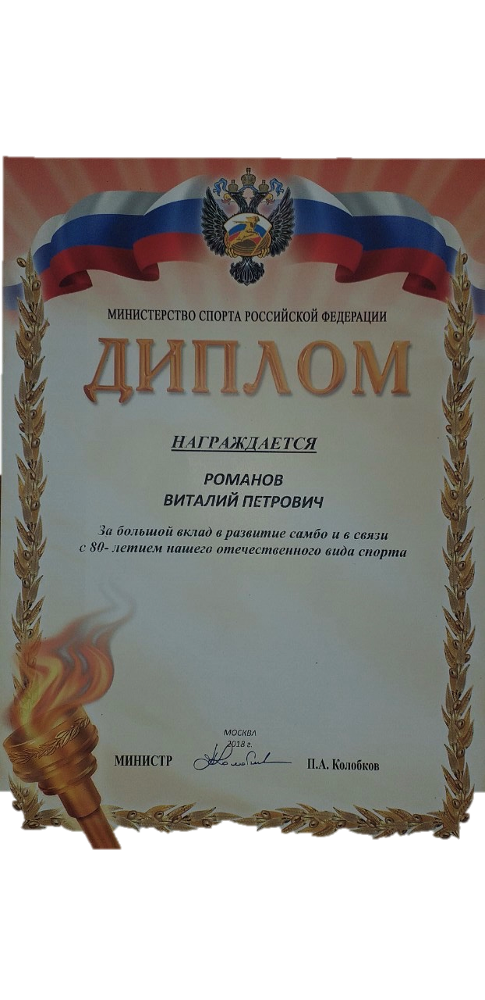 МИНИСТЕРСТВО СПОРТА РОССИЙСКОЙ ФЕДЕРАЦИИ
ДИПЛОМ
НАГРАЖДАЕТСЯ
РОМАНОВ
ВИТАЛИЙ ПЕТРОВИЧ
За большой вклад в развитие самбо и в связи
с 80- летием нашего отечественного вида спорта
МОСКВА
2018 г.
МИНИСТР П.А. Колобков